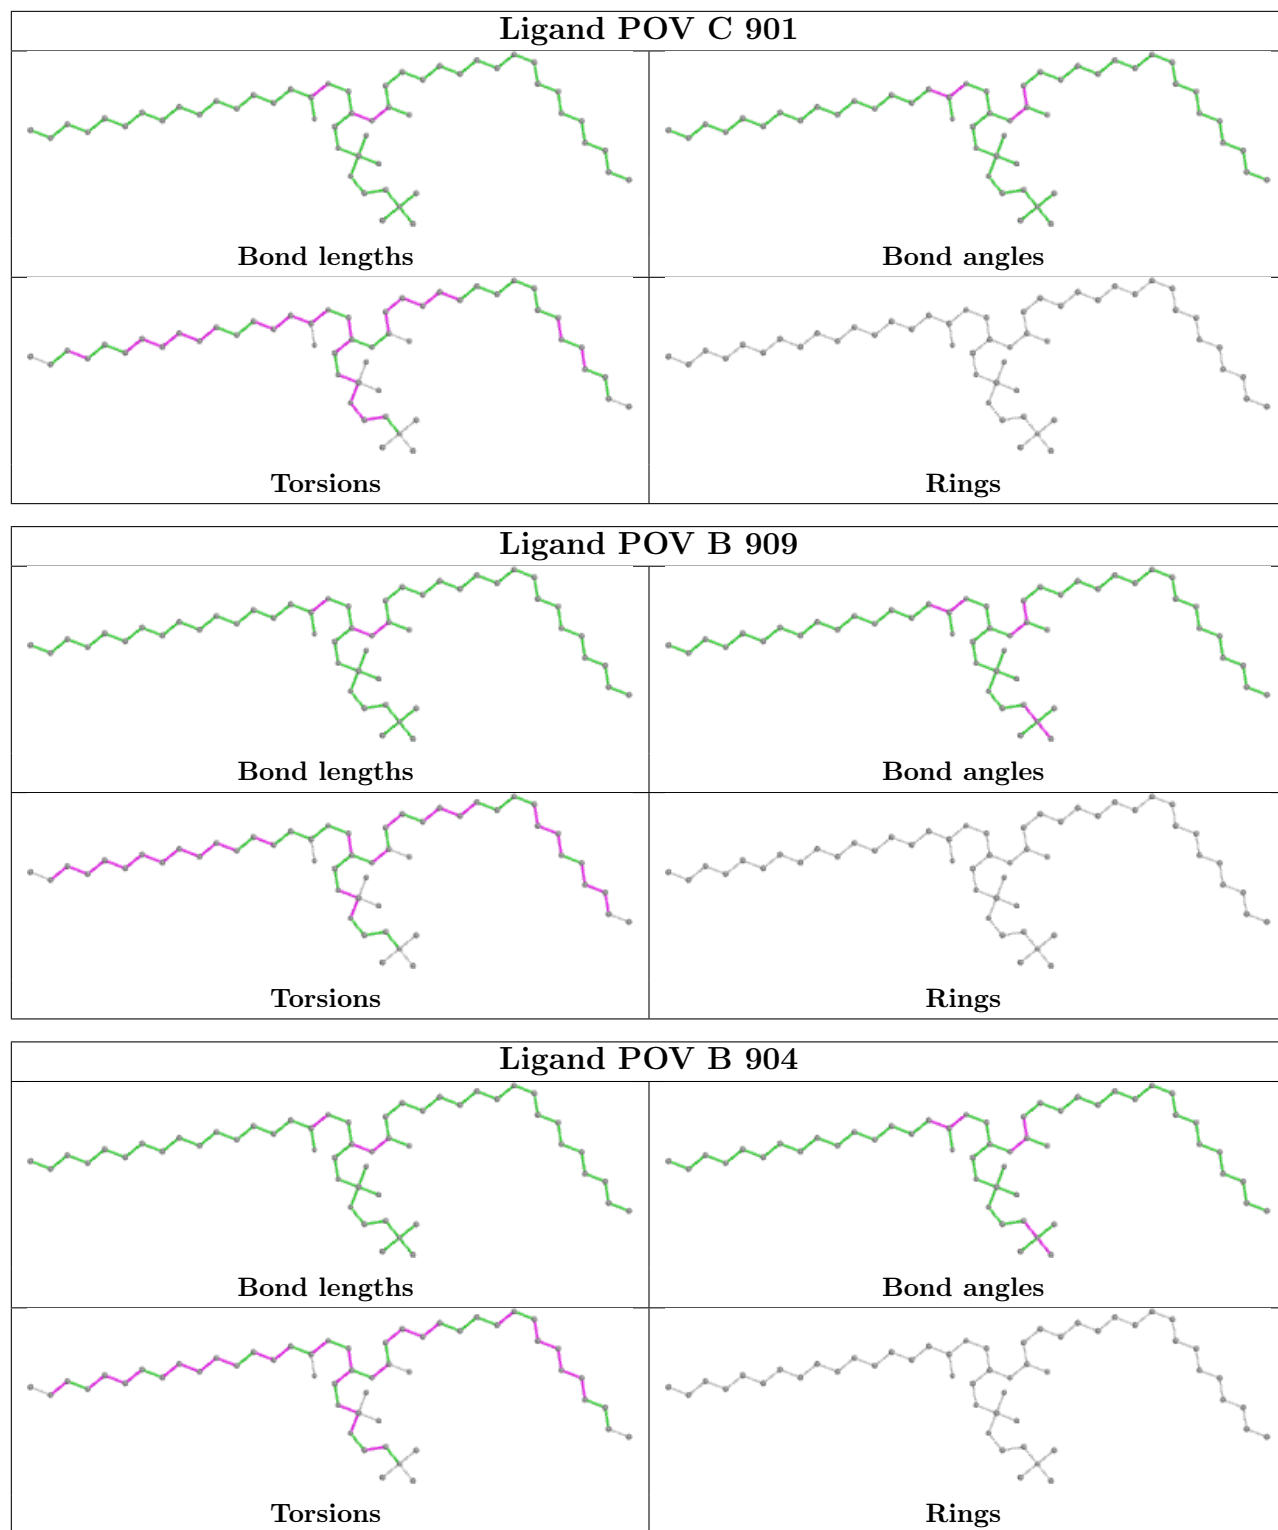 Ligand POV C 901
Bond lengths
Bond angles
Torsions
Rings
Ligand POV B 909
Bond lengths
Bond angles
Torsions
Rings
Ligand POV B 904
Bond lengths
Bond angles
Torsions
Rings